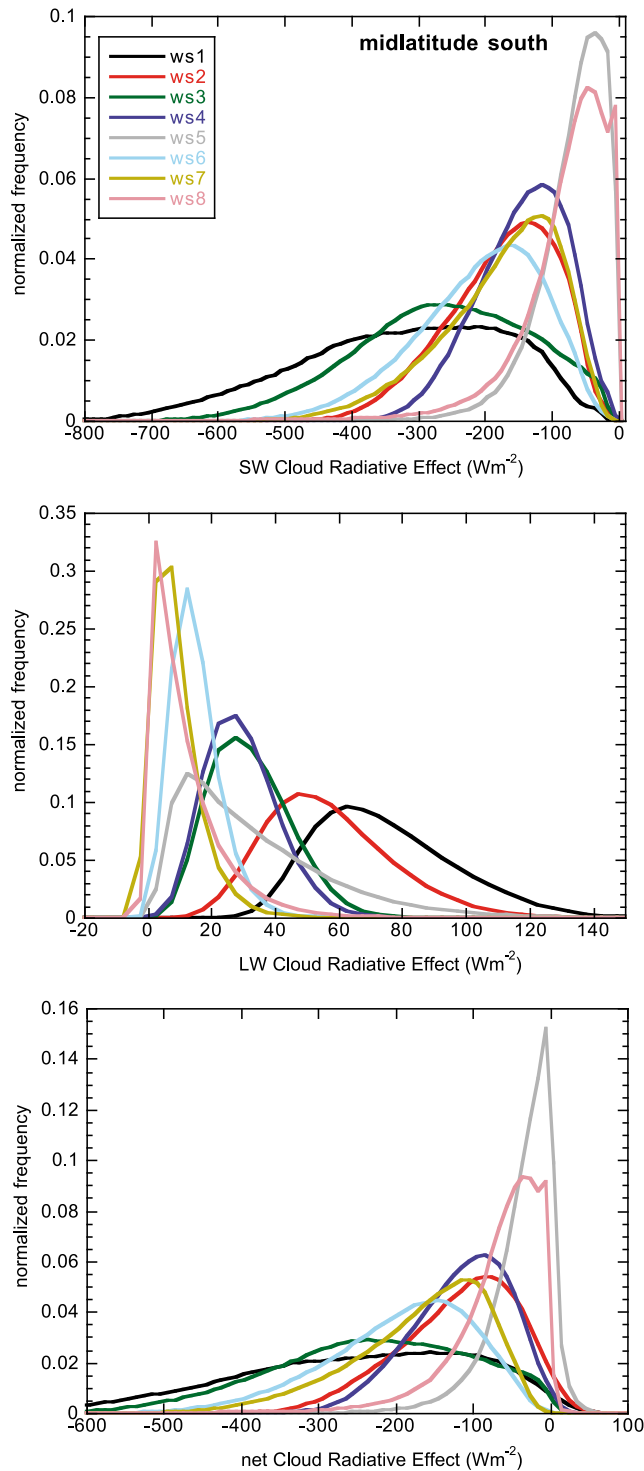 0.1
midlatitude south
ws1
ws2
ws3
ws4
ws5
ws6
ws7
ws8
0.08
0.06
0.04
0.02
0
normalized frequency
-800 -700 -600 -500 -400 -300 -200 -100 0
SW Cloud Radiative Effect (Wm-2)
0.35
0.3
0.25
0.2
0.15
0.1
0.05
0
normalized frequency
-20 0 20 40 60 80 100 120 140
LW Cloud Radiative Effect (Wm-2)
0.16
0.14
0.12
0.1
0.08
0.06
0.04
0.02
0
normalized frequency
-600 -500 -400 -300 -200 -100 0 100
net Cloud Radiative Effect (Wm-2)